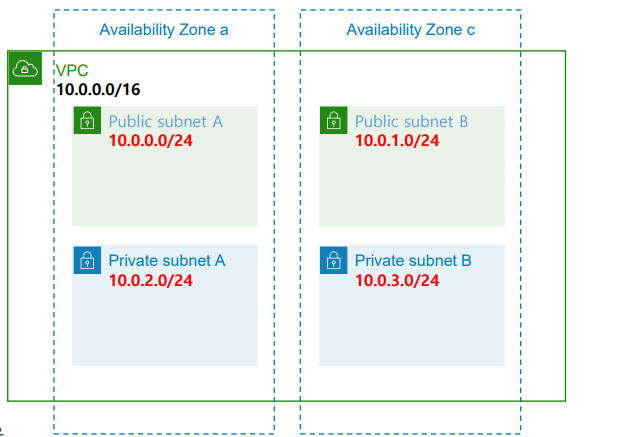 Availability Zone a
Availability Zone c
VPC
10.0.0.0/16
Public subnet A
10.0.0.0/24
Public subnet B
10.0.1.0/24
Private subnet A
10.0.2.0/24
Private subnet B
10.0.3.0/24